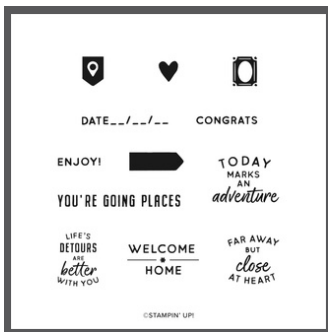 DATE__/__/__ CONGRATS
ENJOY!
TODAY
MARKS
AN
adventure
YOU'RE GOING PLACES
LIFE'S
DETOURS
ARE
better
WITH YOU
WELCOME
HOME
FAR AWAY
BUT
close
AT HEART
©STAMPIN' UP!